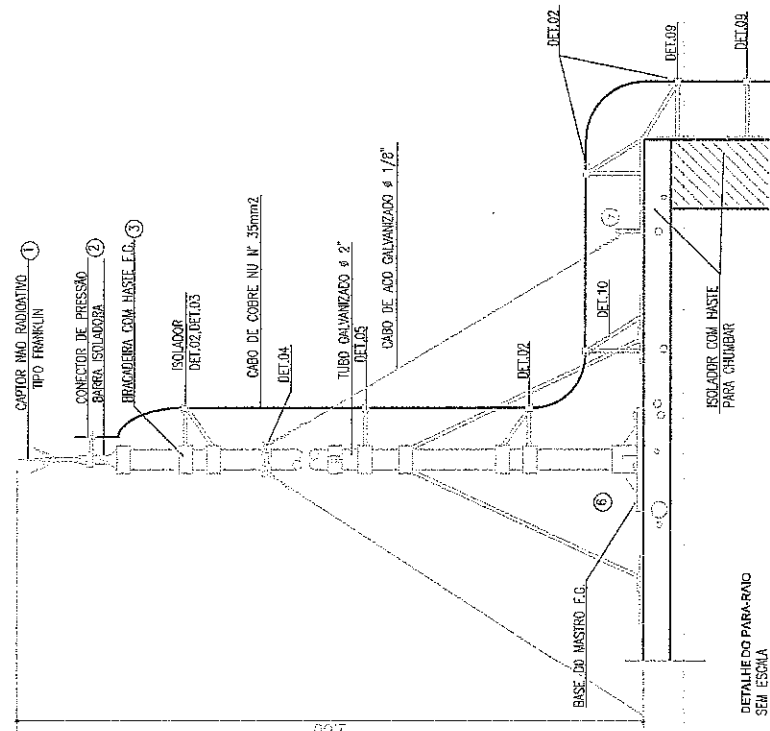 CAPTOR NAO RADIOATIVO
TIPO FRANKLIN
1
CONECTOR DE PRESSÃO
2
BARRA ISOLADORA
BRACADEIRA COM HASTE F.G.
3
ISOLADOR
DET.02,DET.03
CABO DE COBRE NU Nº 35mm2
DET.04
TUBO GALVANIZADO ø 2"
DET.05
CABO DE ACO GALVANIZADO ø 1/8"
DET.02
DET.02
DET.09
DET.09
DET.10
7
ISOLADOR COM HASTE
PARA CHUMBAR
6
BASE DO MASTRO F.G.
DETALHE DO PARA-RAIO
SEM ESCALA